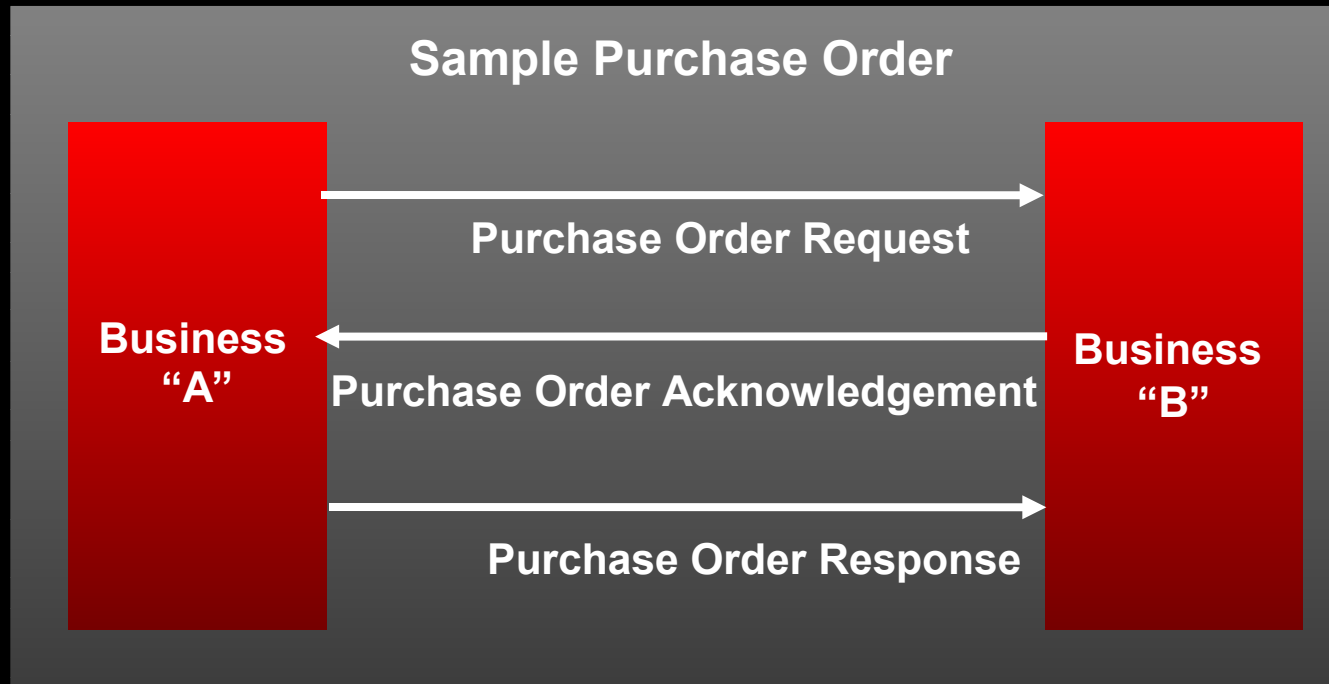 Sample Purchase Order
Purchase Order Request
Business
“A”
Purchase Order Acknowledgement
Business
“B”
Purchase Order Response